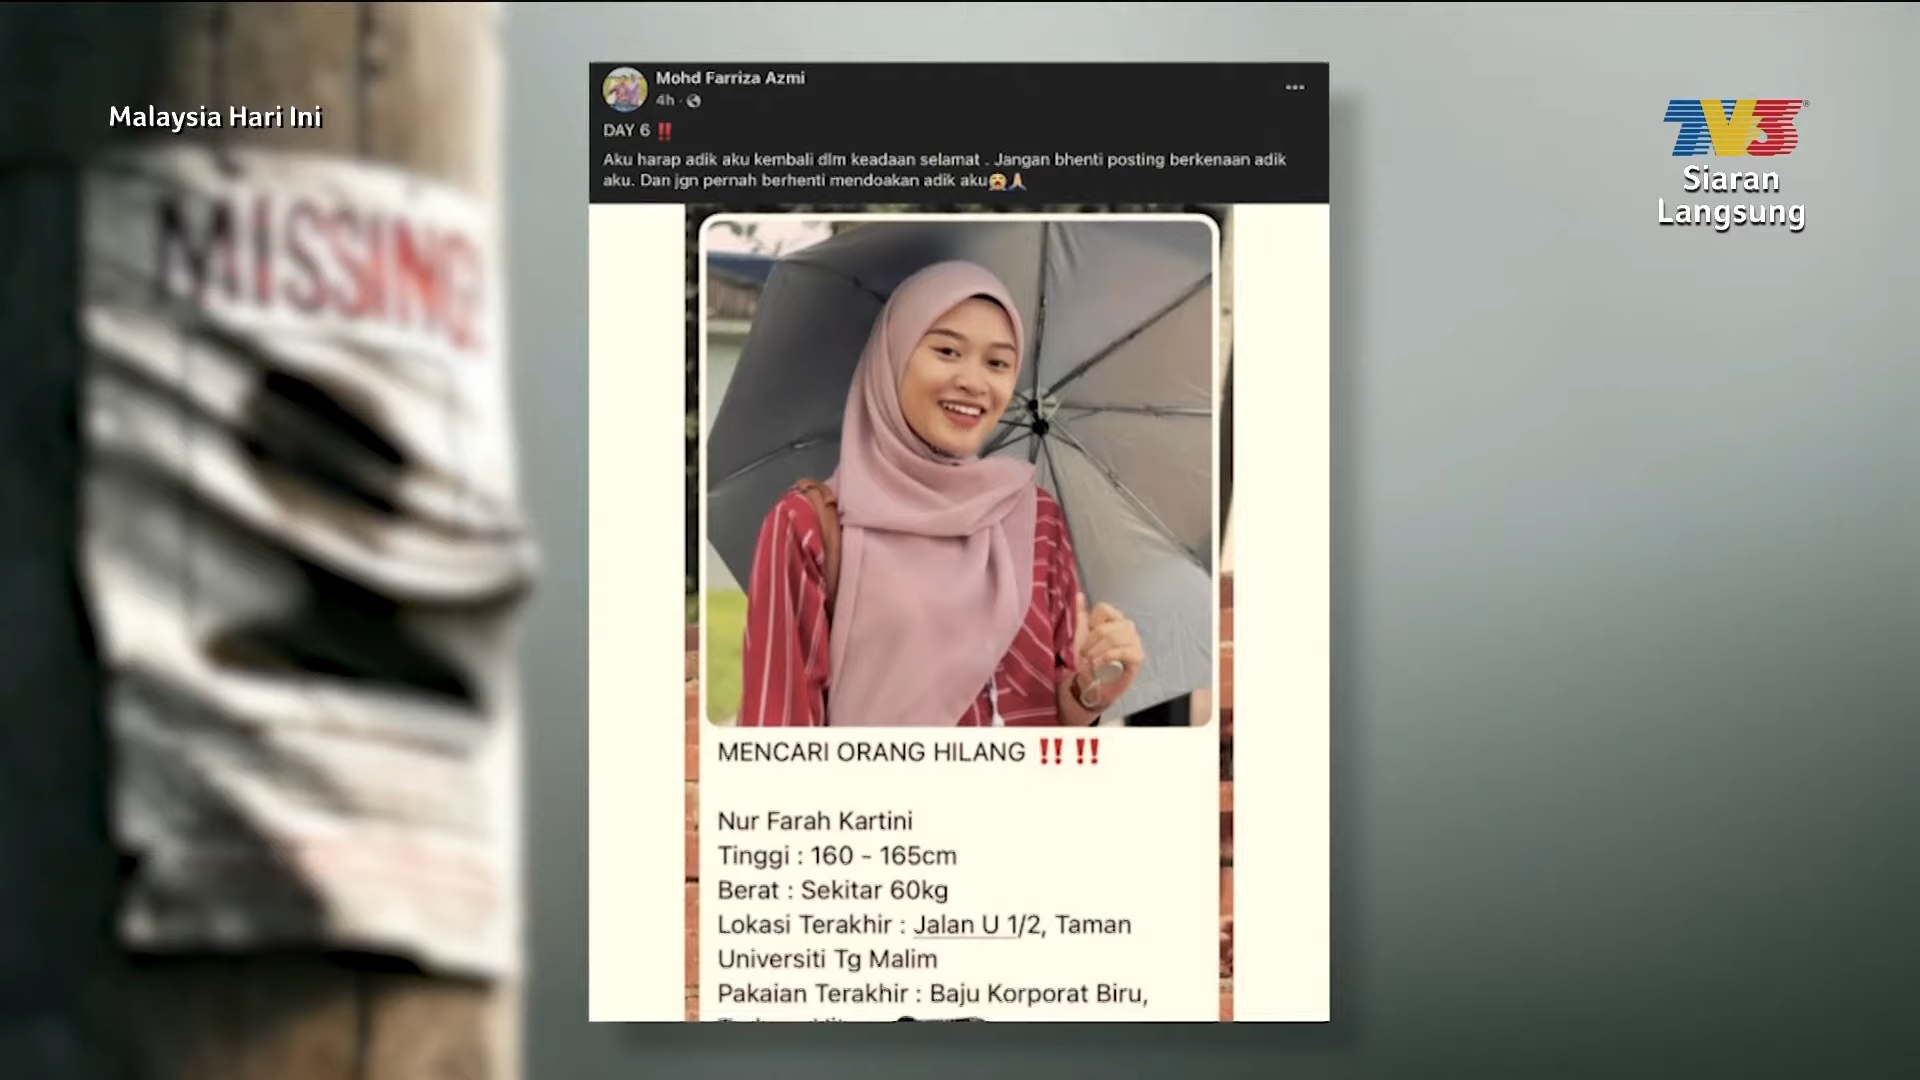 Malaysia Hari Ini
TV3
Siaran
Langsung
MISSING
Mohd Farriza Azmi
4h
DAY 6 ‼️
Aku harap adik aku kembali dlm keadaan selamat . Jangan bhenti posting berkenaan adik
aku. Dan jgn pernah berhenti mendoakan adik aku😭🙏
MENCARI ORANG HILANG ‼️ ‼️
Nur Farah Kartini
Tinggi : 160 - 165cm
Berat : Sekitar 60kg
Lokasi Terakhir : Jalan U 1/2, Taman
Universiti Tg Malim
Pakaian Terakhir : Baju Korporat Biru,